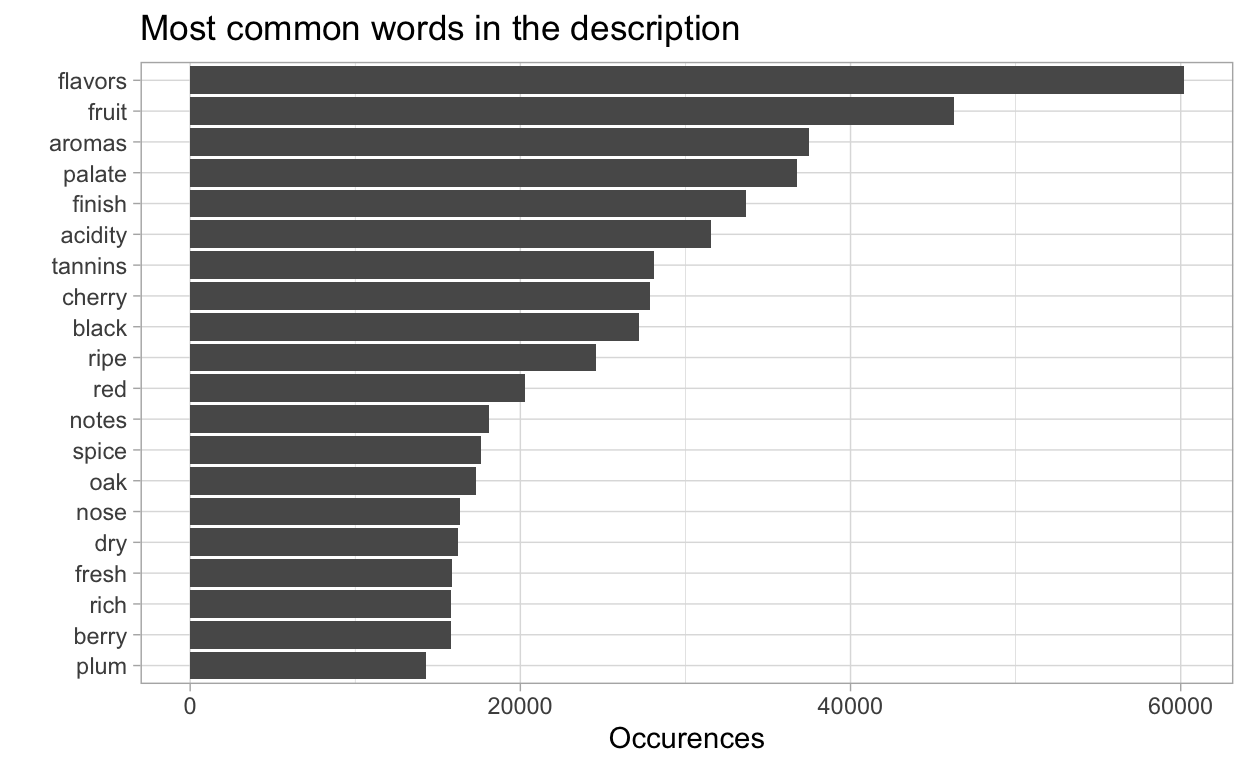 Most common words in the description
flavors
fruit
aromas
palate
finish
acidity
tannins
cherry
black
ripe
red
notes
spice
oak
nose
dry
fresh
rich
berry
plum
0 20000 40000 60000
Occurences